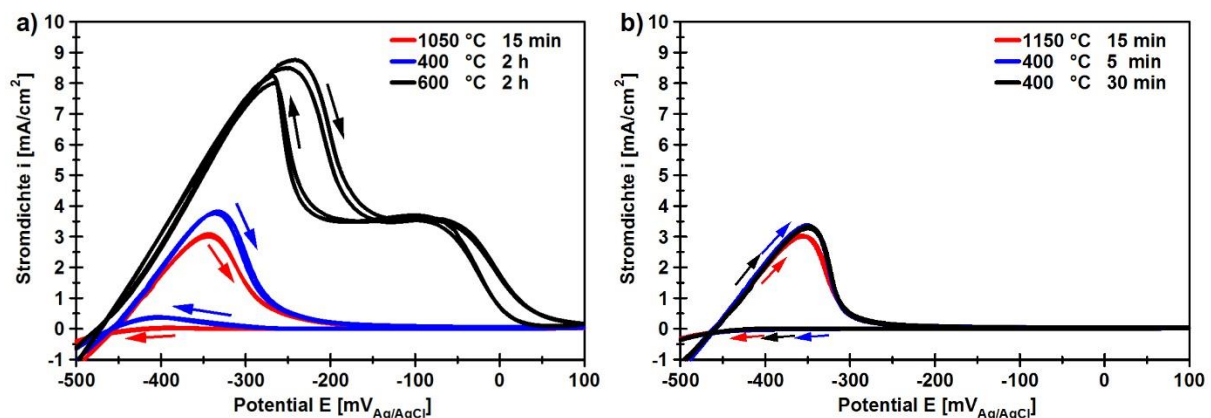 a)
10
9
8
7
6
5
4
3
2
1
0
-1
Stromdichte i [mA/cm²]
1050 °C 15 min
400 °C 2 h
600 °C 2 h
-500 -400 -300 -200 -100 0 100
Potential E [mV_Ag/AgCl]
b)
10
9
8
7
6
5
4
3
2
1
0
-1
Stromdichte i [mA/cm²]
1150 °C 15 min
400 °C 5 min
400 °C 30 min
-500 -400 -300 -200 -100 0 100
Potential E [mV_Ag/AgCl]